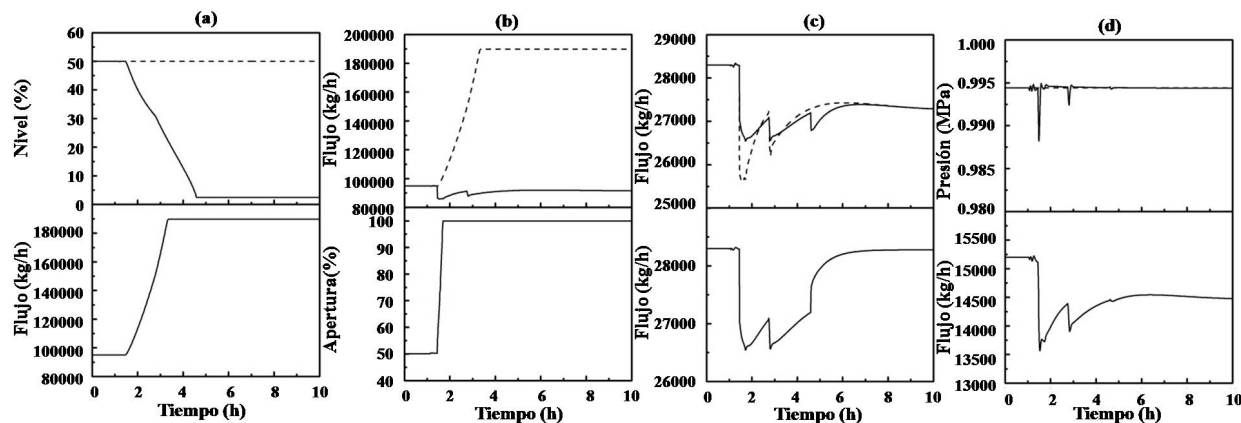 (a)
(b)
(c)
(d)
Nivel (%)
60
50
40
30
20
10
0
Flujo (kg/h)
180000
160000
140000
120000
100000
80000
0 2 4 6 8 10
Tiempo (h)
Flujo (kg/h)
200000
180000
160000
140000
120000
100000
80000
Apertura(%)
100
90
80
70
60
50
40
0 2 4 6 8 10
Tiempo (h)
Flujo (kg/h)
29000
28000
27000
26000
25000
Flujo (kg/h)
28000
27000
26000
0 2 4 6 8 10
Tiempo (h)
Presión (MPa)
1.000
0.995
0.990
0.985
0.980
Flujo (kg/h)
15500
15000
14500
14000
13500
13000
0 2 4 6 8 10
Tiempo (h)